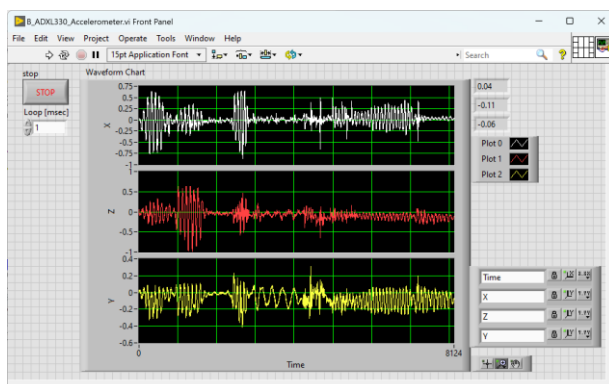 B_ADXL330_Accelerometer.vi Front Panel
File Edit View Project Operate Tools Window Help
15pt Application Font
Search
stop
STOP
Loop [msec]
1
Waveform Chart
0.75
0.5
0.25
0
-0.25
-0.5
-0.75
-1
X
1
0.5
0
-0.5
-1
Z
0.4
0.2
0
-0.2
-0.4
-0.6
Y
0
8124
Time
0.04
-0.11
-0.06
Plot 0
Plot 1
Plot 2
Time
X
Z
Y